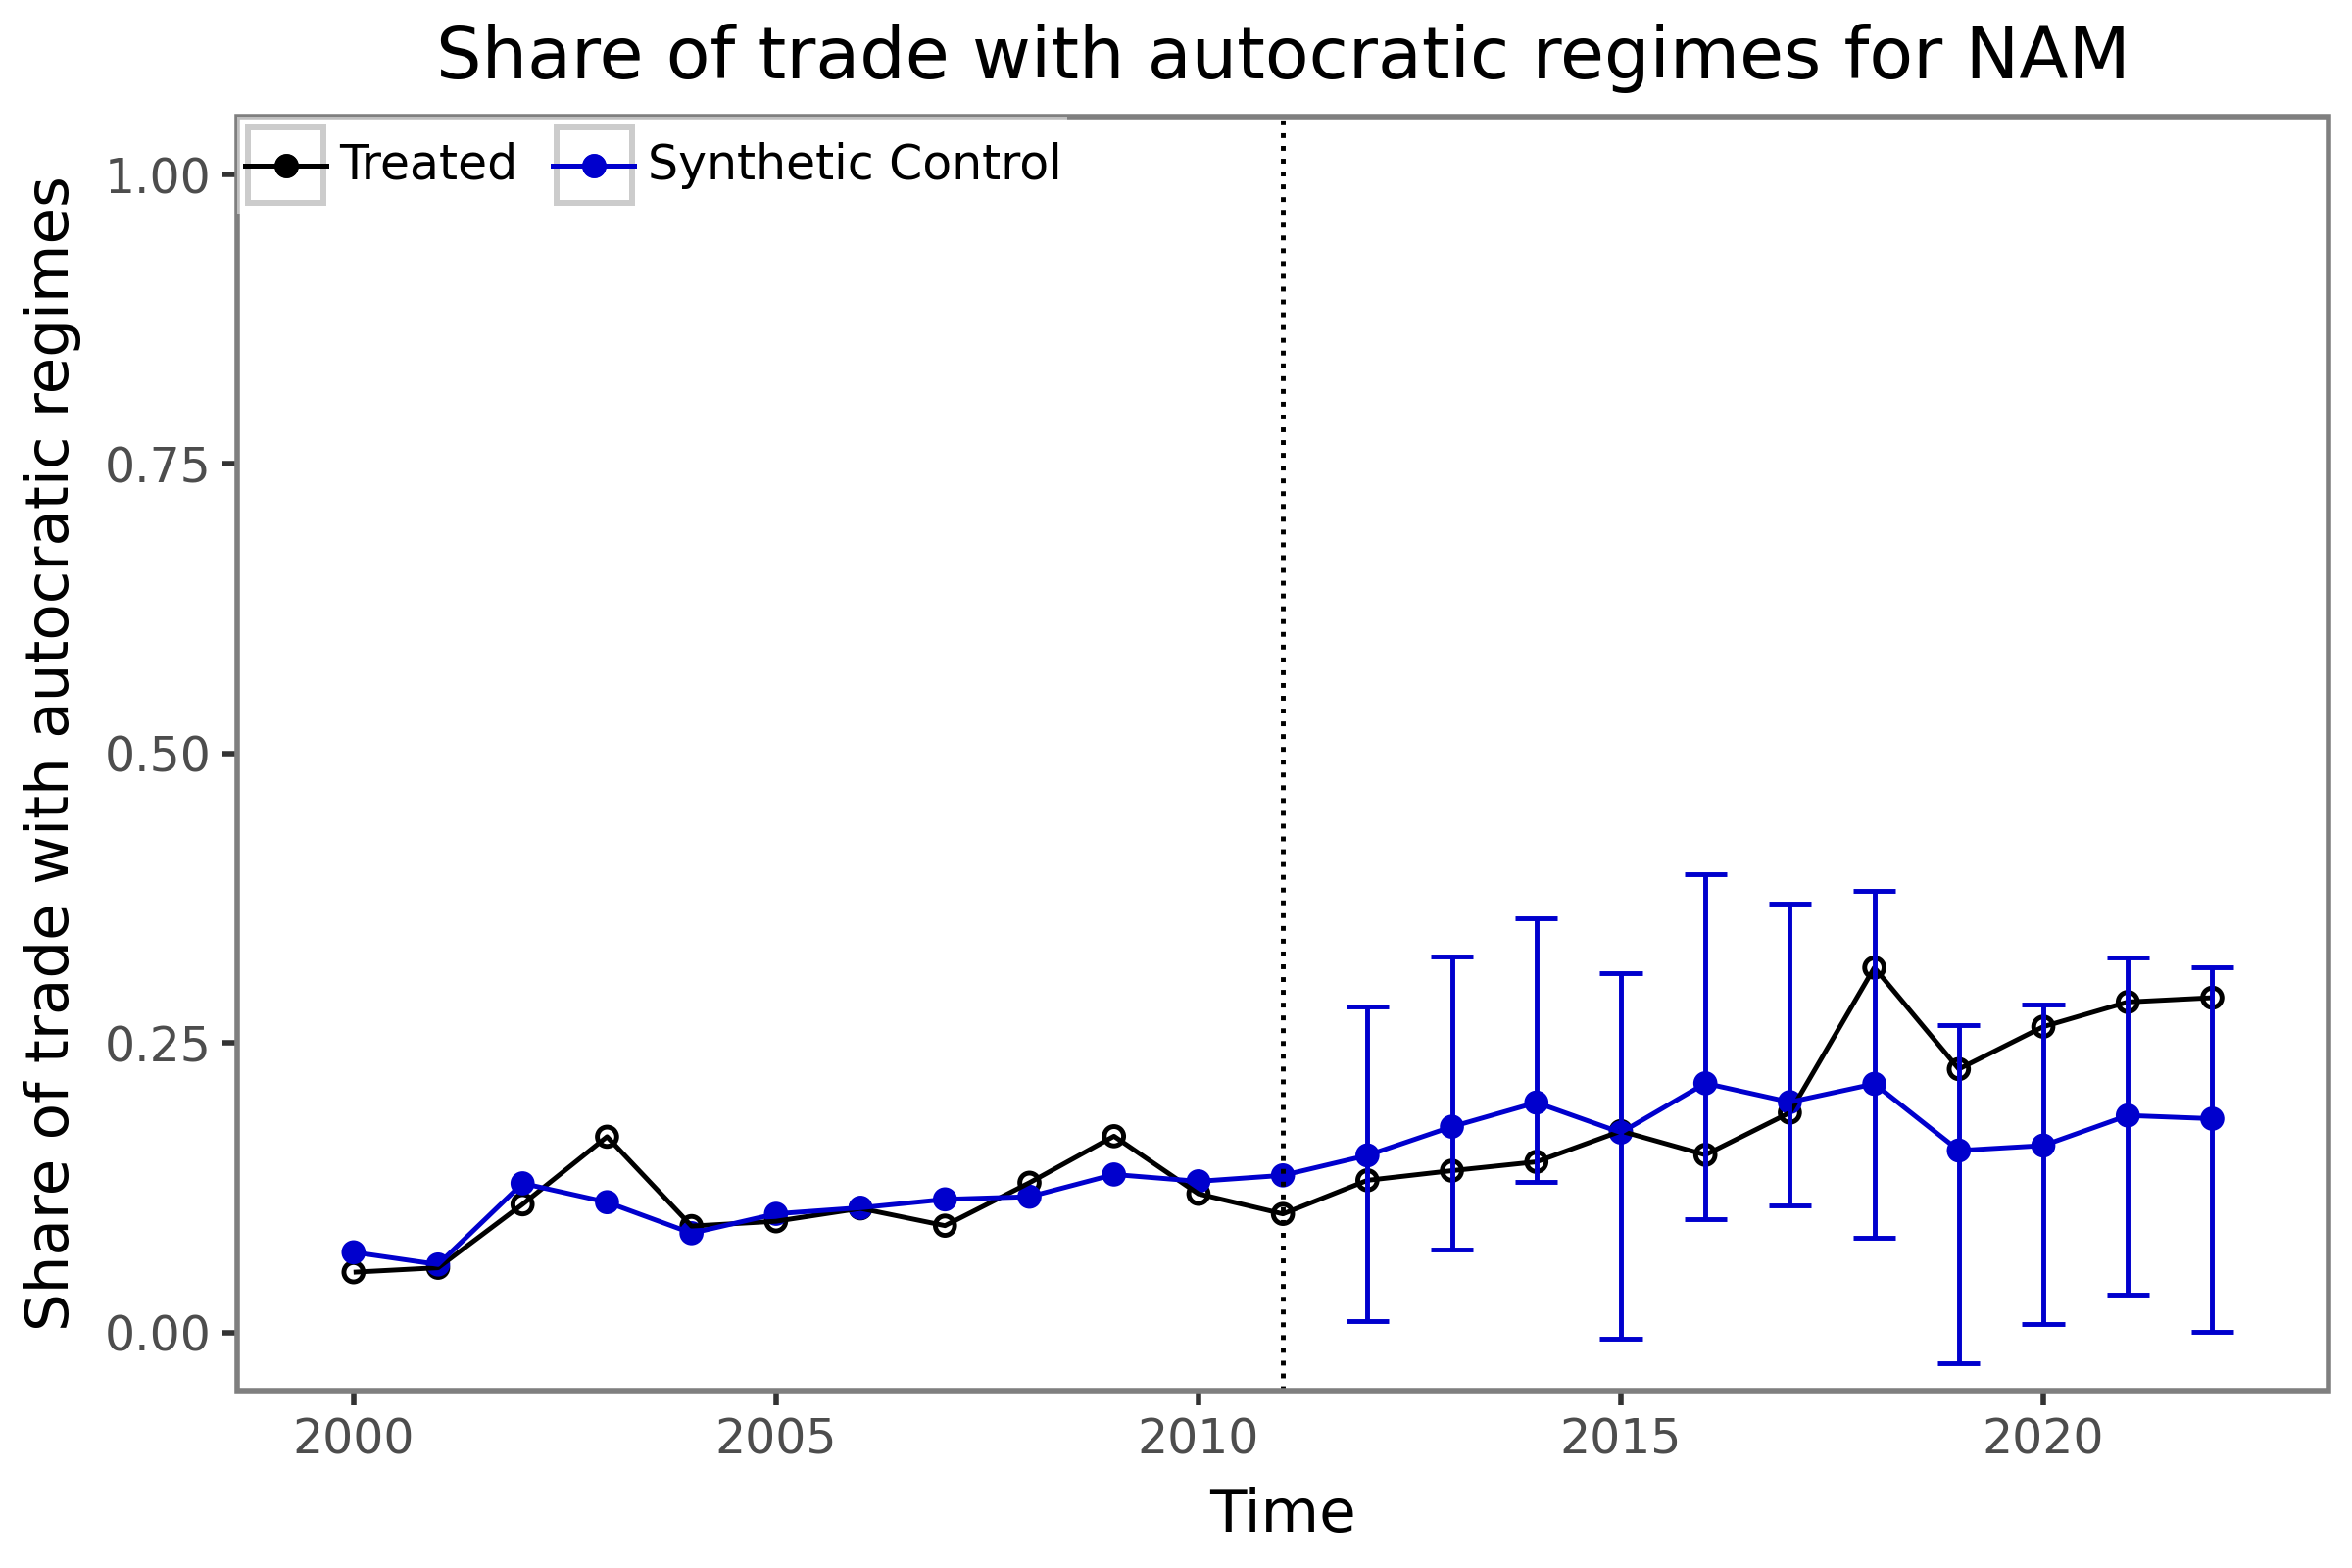 Share of trade with autocratic regimes for NAM
Treated
Synthetic Control
Share of trade with autocratic regimes
1.00
0.75
0.50
0.25
0.00
2000
2005
2010
2015
2020
Time